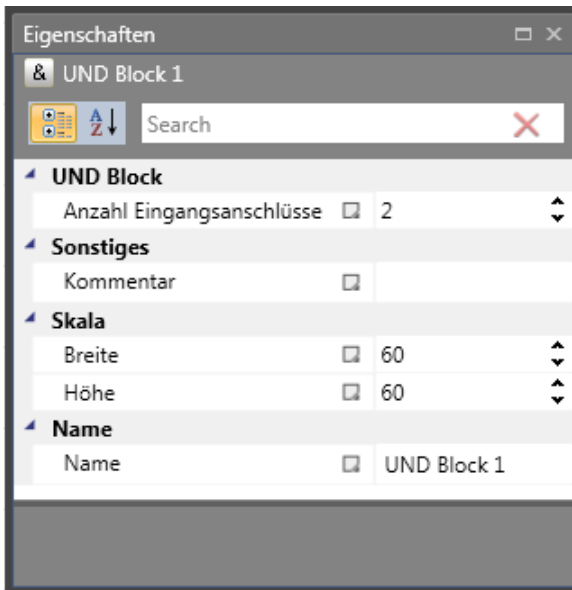 Eigenschaften
& UND Block 1
A Z Search
UND Block
Anzahl Eingangsanschlüsse 2
Sonstiges
Kommentar
Skala
Breite 60
Höhe 60
Name
Name UND Block 1